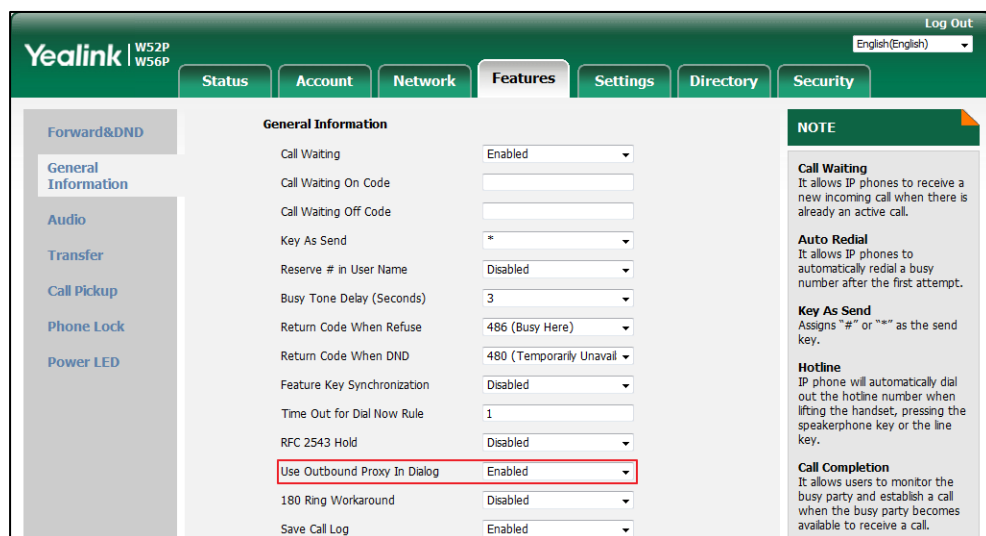 Log Out
English(English)
Yealink W52P W56P
Status Account Network Features Settings Directory Security
Forward&DND
General
Information
Audio
Transfer
Call Pickup
Phone Lock
Power LED
General Information
Call Waiting Enabled
Call Waiting On Code
Call Waiting Off Code
Key As Send *
Reserve # in User Name Disabled
Busy Tone Delay (Seconds) 3
Return Code When Refuse 486 (Busy Here)
Return Code When DND 480 (Temporarily Unavail
Feature Key Synchronization Disabled
Time Out for Dial Now Rule 1
RFC 2543 Hold Disabled
Use Outbound Proxy In Dialog Enabled
180 Ring Workaround Disabled
Save Call Log Enabled
NOTE
Call Waiting
It allows IP phones to receive a
new incoming call when there is
already an active call.
Auto Redial
It allows IP phones to
automatically redial a busy
number after the first attempt.
Key As Send
Assigns "#" or "*" as the send
key.
Hotline
IP phone will automatically dial
out the hotline number when
lifting the handset, pressing the
speakerphone key or the line
key.
Call Completion
It allows users to monitor the
busy party and establish a call
when the busy party becomes
available to receive a call.